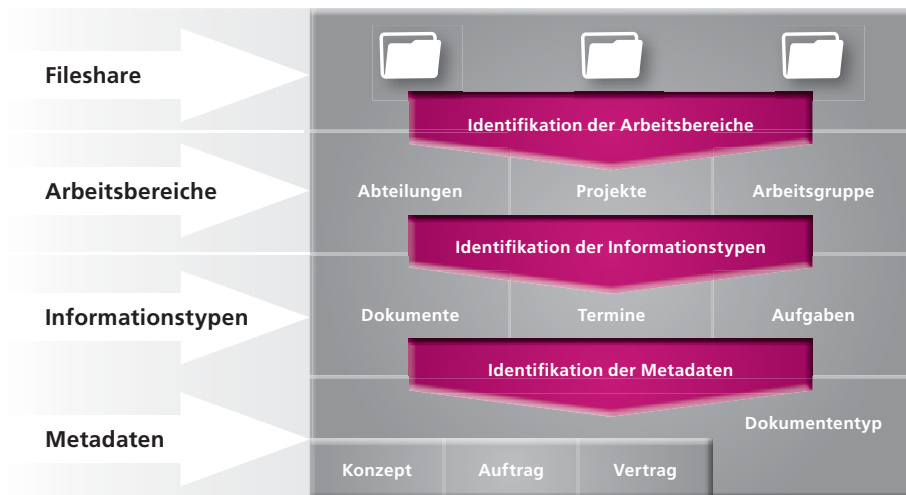 Fileshare
Identifikation der Arbeitsbereiche
Arbeitsbereiche
Abteilungen
Projekte
Arbeitsgruppe
Identifikation der Informationstypen
Informationstypen
Dokumente
Termine
Aufgaben
Identifikation der Metadaten
Metadaten
Dokumententyp
Konzept
Auftrag
Vertrag